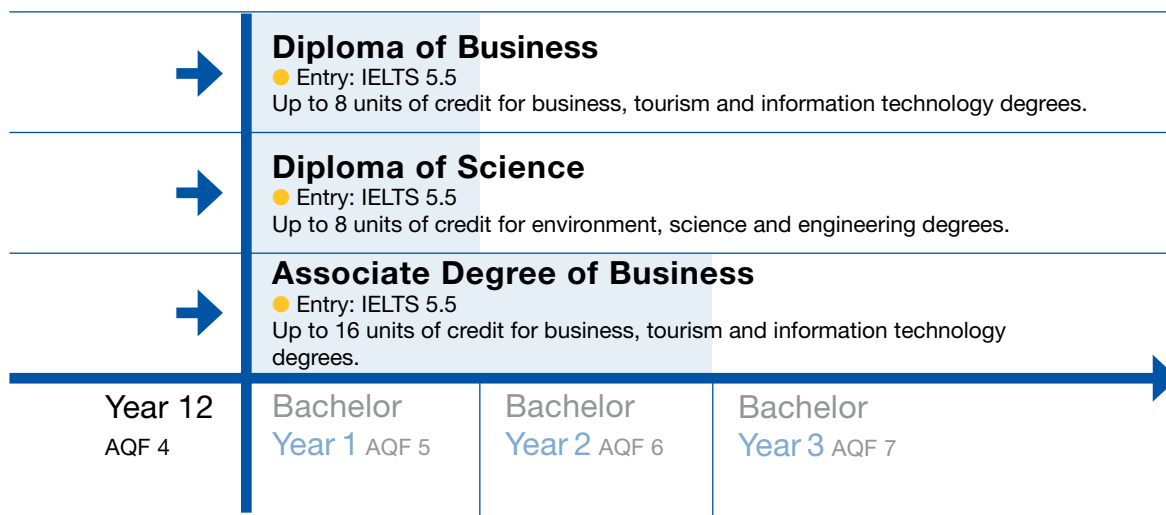 Diploma of Business
Entry: IELTS 5.5
Up to 8 units of credit for business, tourism and information technology degrees.
Diploma of Science
Entry: IELTS 5.5
Up to 8 units of credit for environment, science and engineering degrees.
Associate Degree of Business
Entry: IELTS 5.5
Up to 16 units of credit for business, tourism and information technology
degrees.
Year 12
AQF 4
Bachelor
Year 1 AQF 5
Bachelor
Year 2 AQF 6
Bachelor
Year 3 AQF 7